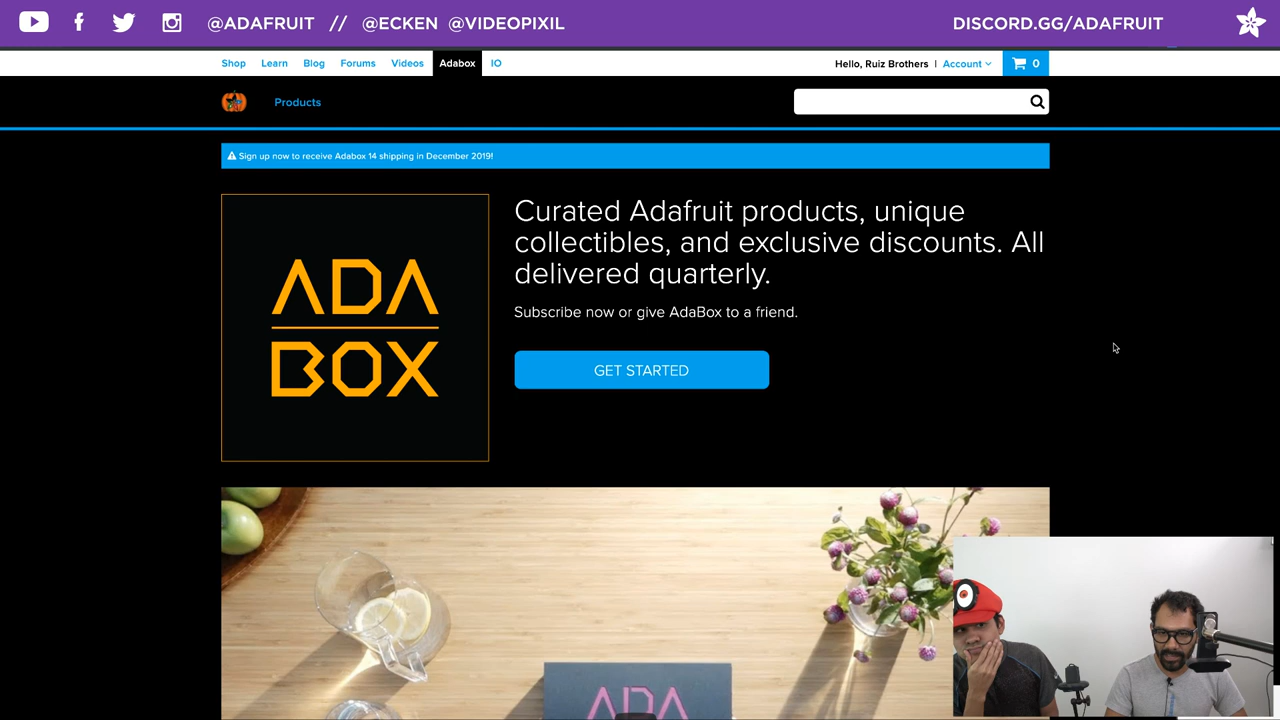 @ADAFRUIT // @ECKEN @VIDEOPIXIL
DISCORD.GG/ADAFRUIT
Shop Learn Blog Forums Videos Adabox IO
Hello, Ruiz Brothers | Account 0
Products
Sign up now to receive Adabox 14 shipping in December 2019!
ADA
BOX
Curated Adafruit products, unique
collectibles, and exclusive discounts. All
delivered quarterly.
Subscribe now or give AdaBox to a friend.
GET STARTED
ADA